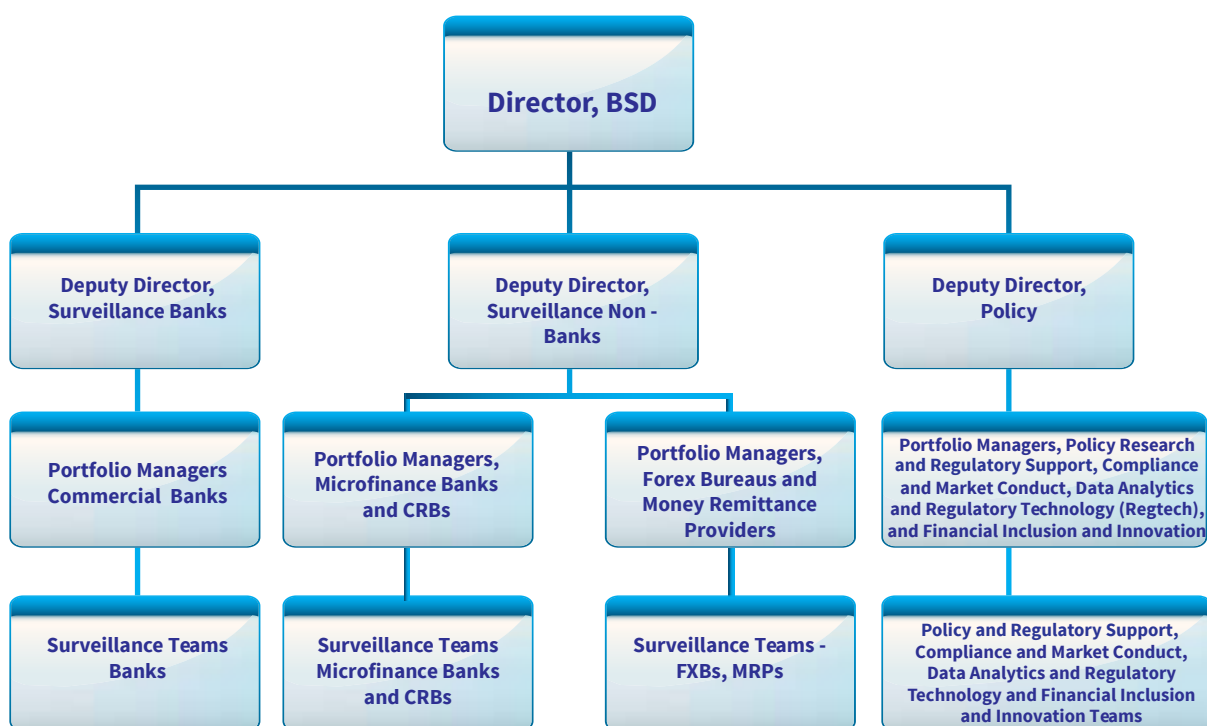 Director, BSD
Deputy Director,
Surveillance Banks
Deputy Director,
Surveillance Non -
Banks
Deputy Director,
Policy
Portfolio Managers
Commercial Banks
Portfolio Managers,
Microfinance Banks
and CRBs
Portfolio Managers,
Forex Bureaus and
Money Remittance
Providers
Portfolio Managers, Policy Research
and Regulatory Support, Compliance
and Market Conduct, Data Analytics
and Regulatory Technology (Regtech),
and Financial Inclusion and Innovation
Surveillance Teams
Banks
Surveillance Teams
Microfinance Banks
and CRBs
Surveillance Teams -
FXBs, MRPs
Policy and Regulatory Support,
Compliance and Market Conduct,
Data Analytics and Regulatory
Technology and Financial Inclusion
and Innovation Teams